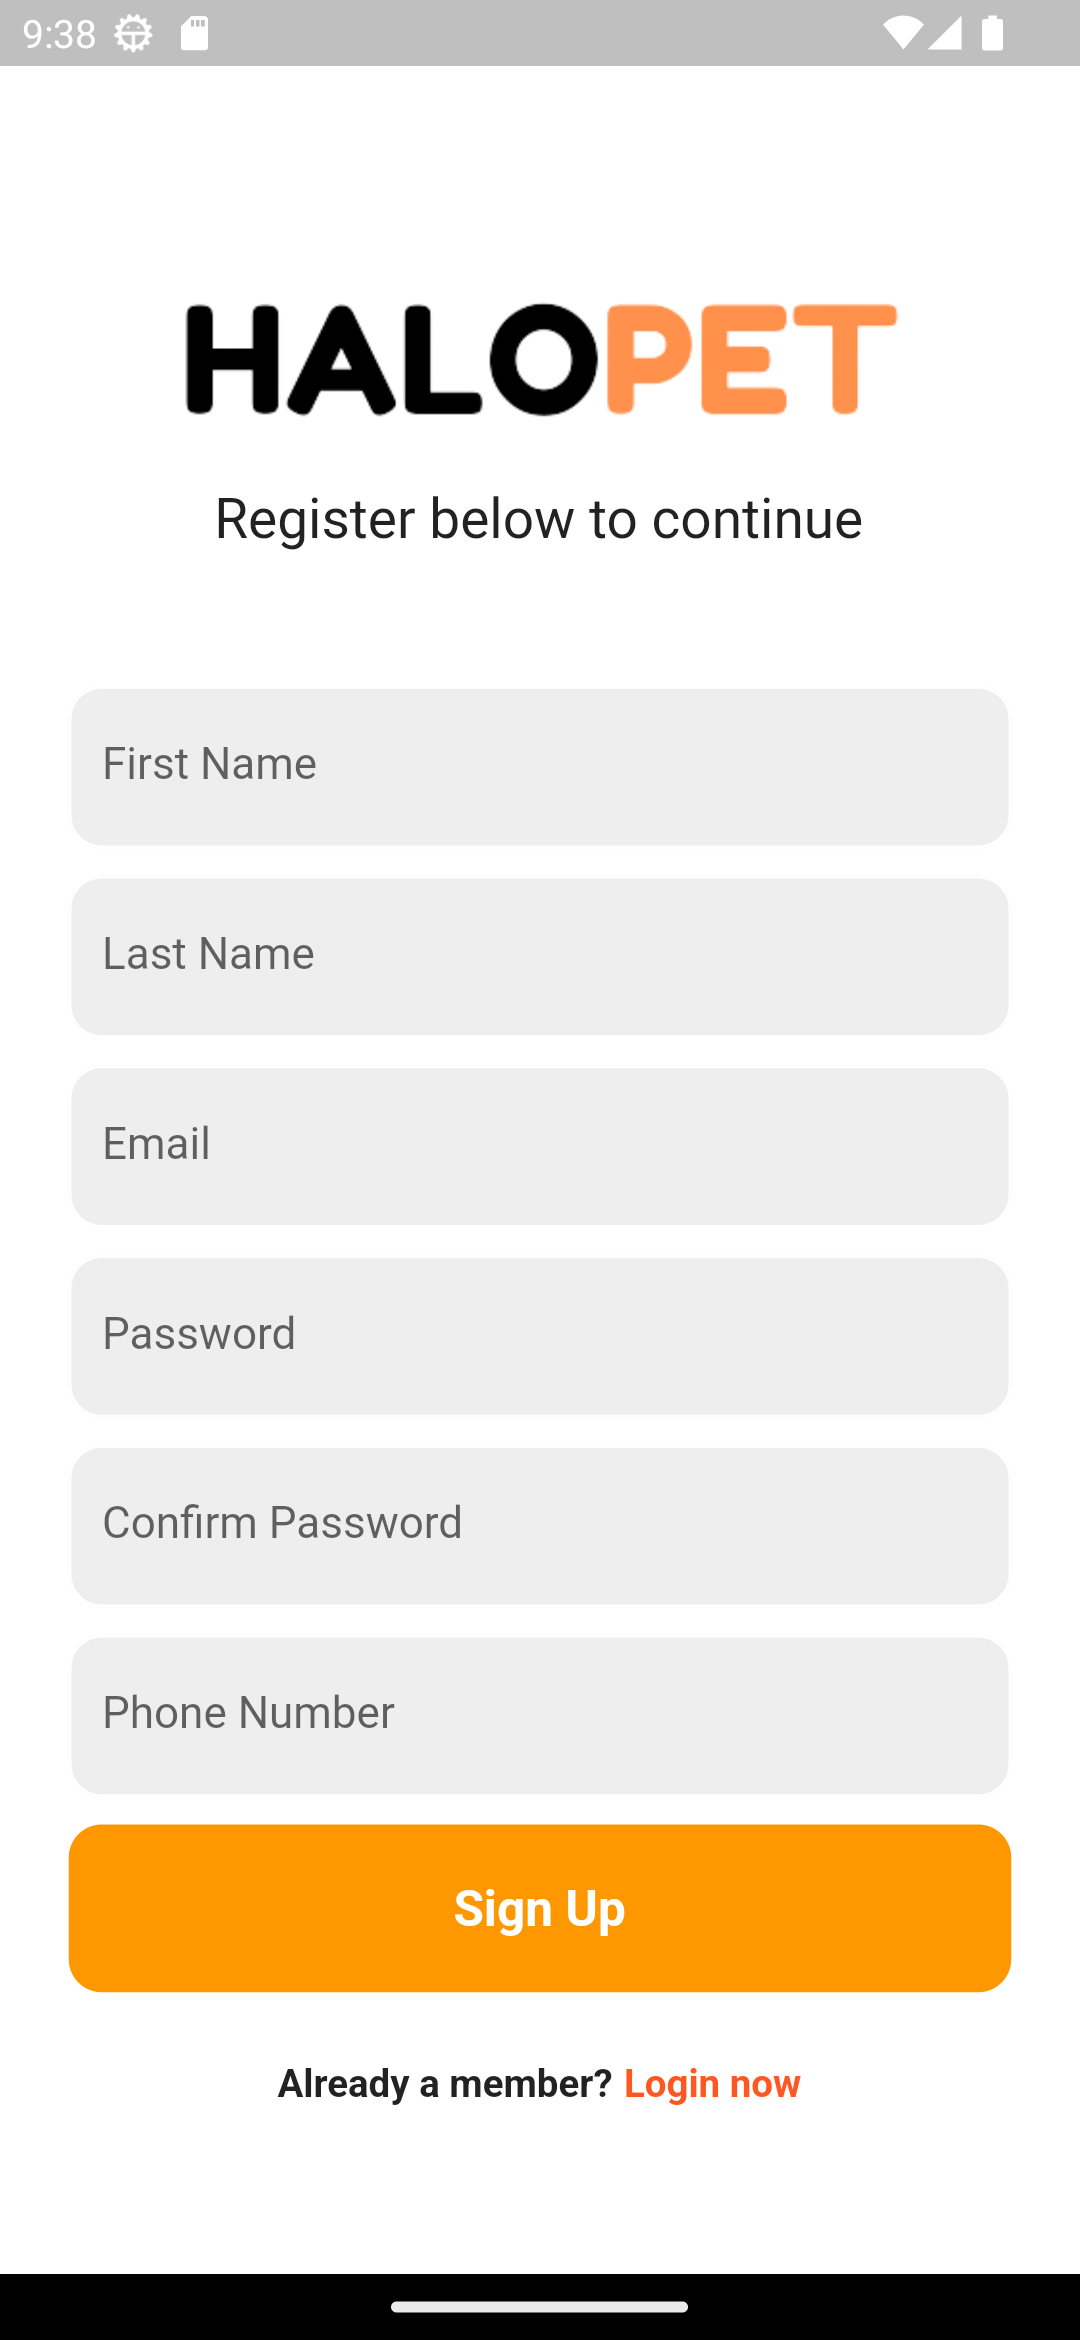 9:38
HALOPET
Register below to continue
First Name
Last Name
Email
Password
Confirm Password
Phone Number
Sign Up
Already a member? Login now